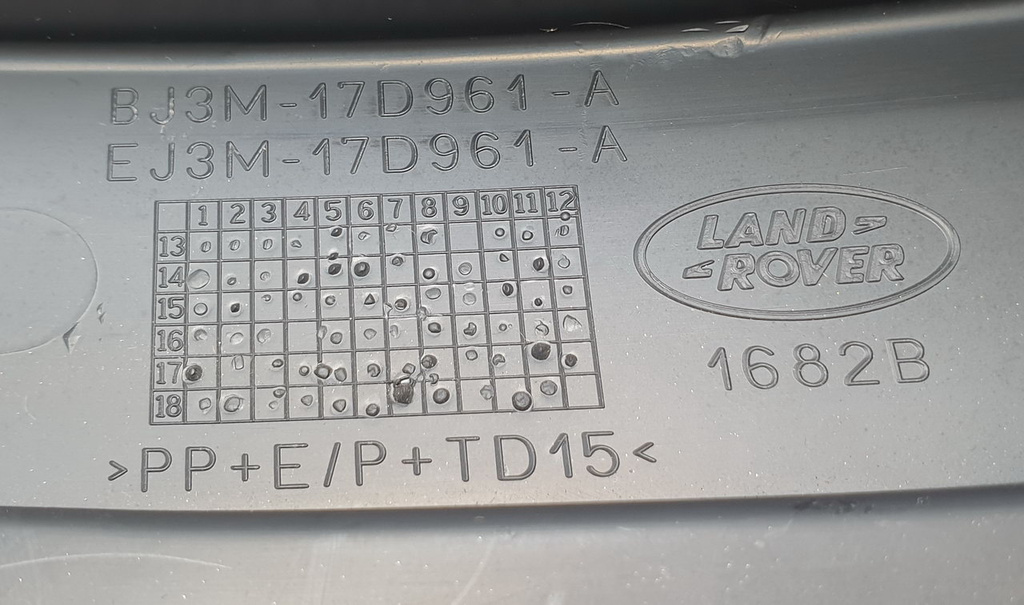 BJ3M-17D961-A
EJ3M-17D961-A
1 2 3 4 5 6 7 8 9 10 11 12
13
14
15
16
17
18
LAND
ROVER
1682B
>PP+E/P+TD15<